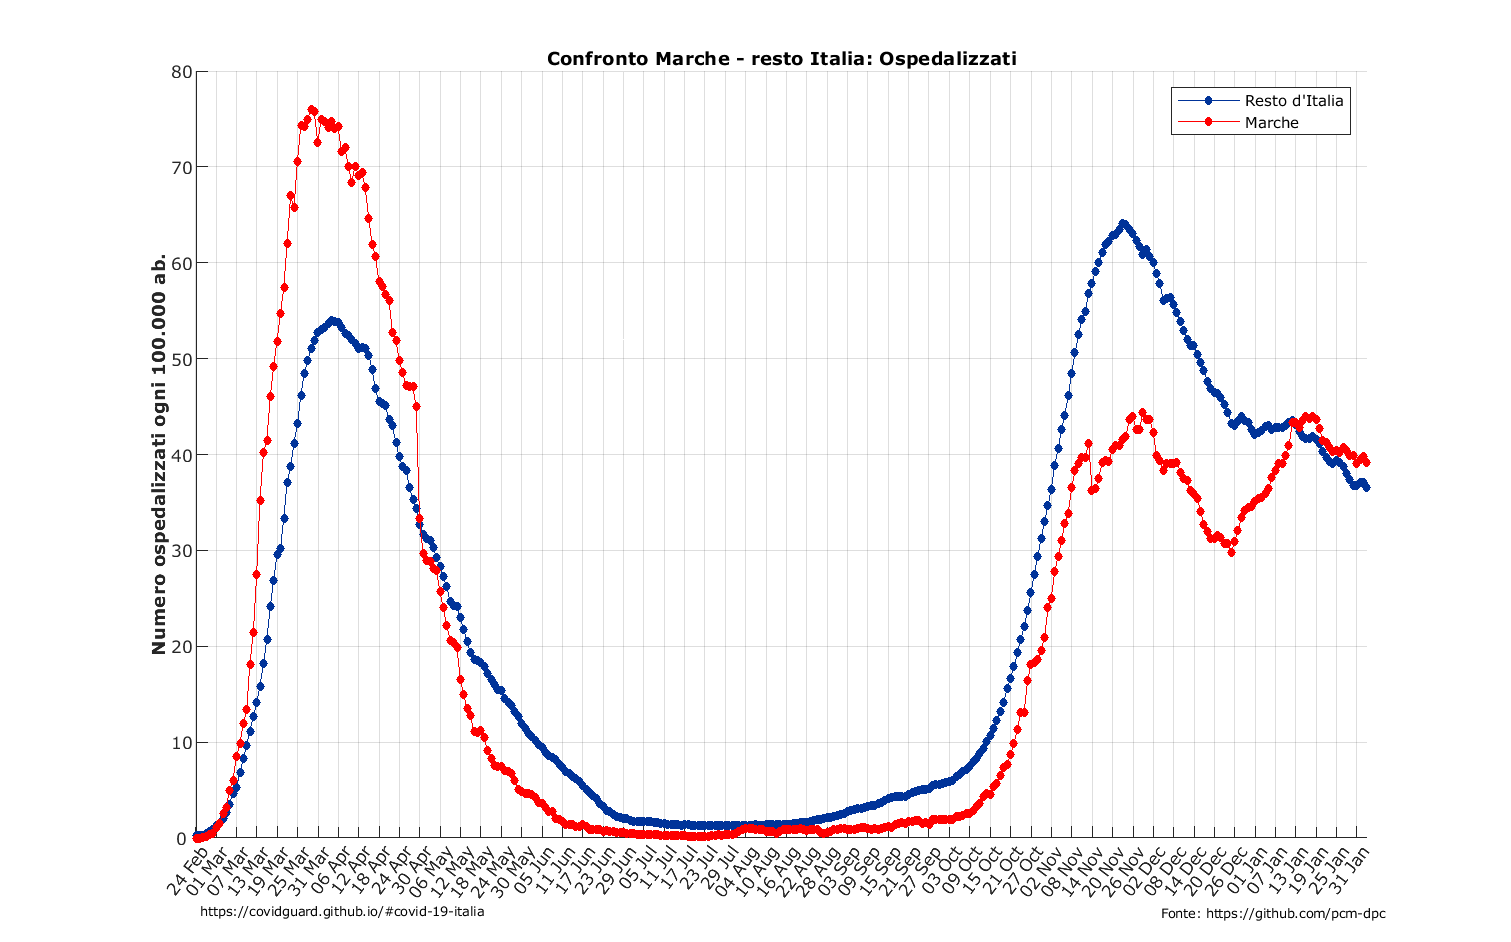 Confronto Marche - resto Italia: Ospedalizzati
Resto d'Italia
Marche
Numero ospedalizzati ogni 100.000 ab.
80
70
60
50
40
30
20
10
0
24 Feb
01 Mar
07 Mar
13 Mar
19 Mar
25 Mar
31 Mar
06 Apr
12 Apr
18 Apr
24 Apr
30 Apr
06 May
12 May
18 May
24 May
30 May
05 Jun
11 Jun
17 Jun
23 Jun
29 Jun
05 Jul
11 Jul
17 Jul
23 Jul
29 Jul
04 Aug
10 Aug
16 Aug
22 Aug
28 Aug
03 Sep
09 Sep
15 Sep
21 Sep
27 Sep
03 Oct
09 Oct
15 Oct
21 Oct
27 Oct
02 Nov
08 Nov
14 Nov
20 Nov
26 Nov
02 Dec
08 Dec
14 Dec
20 Dec
26 Dec
01 Jan
07 Jan
13 Jan
19 Jan
25 Jan
31 Jan
https://covidguard.github.io/#covid-19-italia
Fonte: https://github.com/pcm-dpc